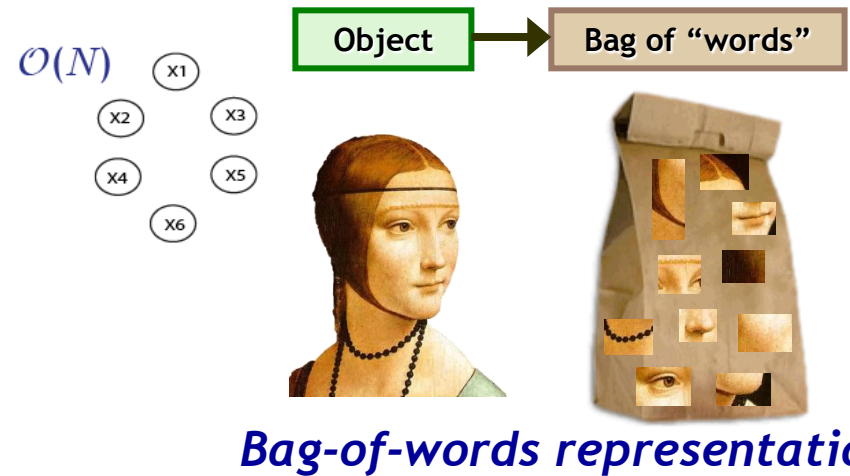 Object
Bag of “words”
O(N)
X1
X2
X3
X4
X5
X6
Bag-of-words representatio